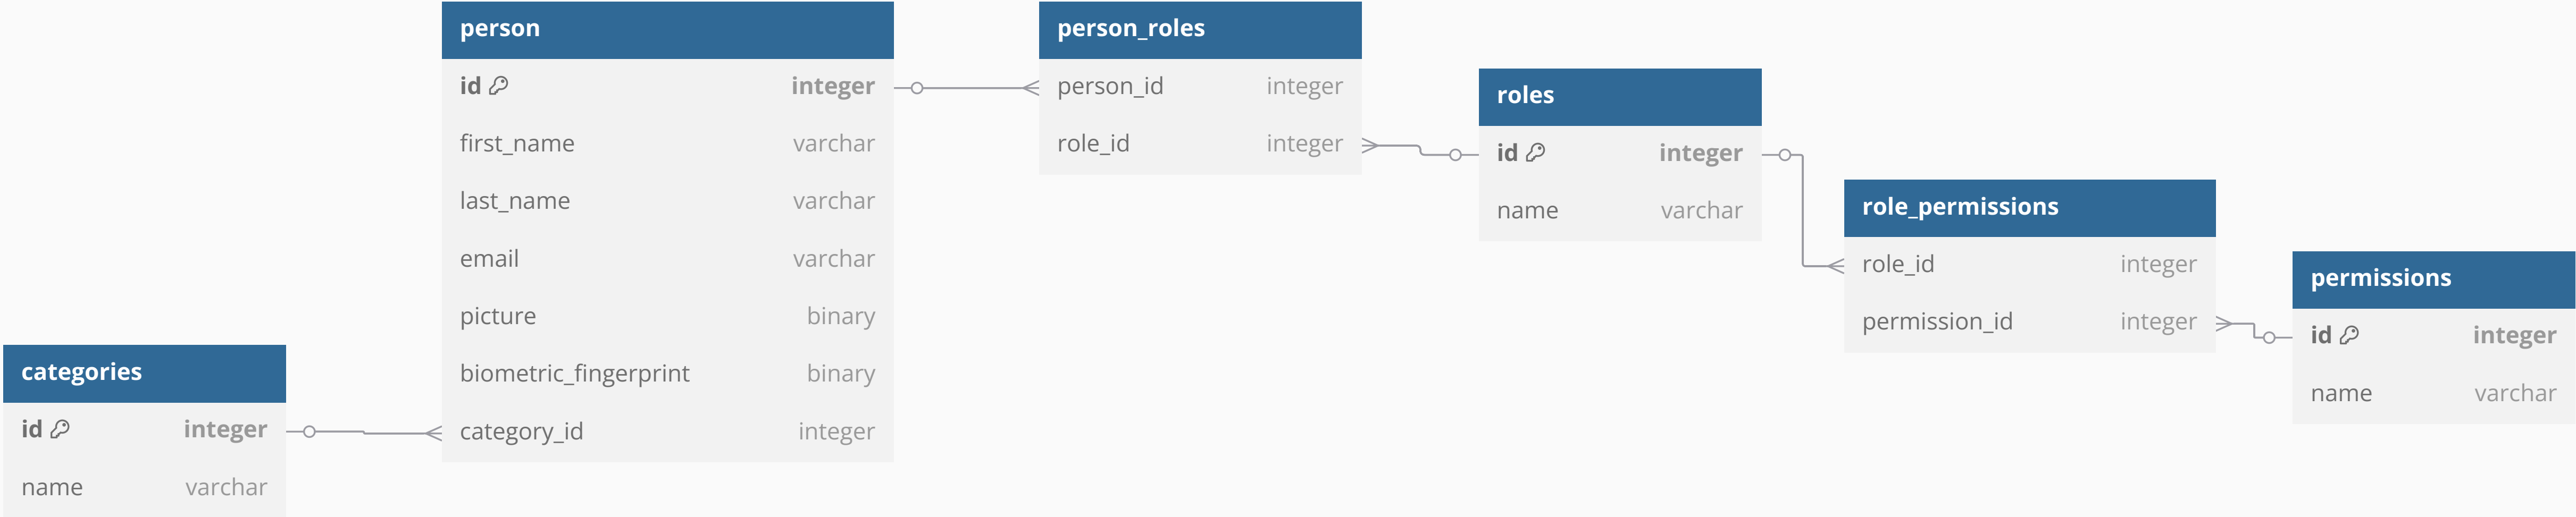 person
id integer
first_name varchar
last_name varchar
email varchar
picture binary
biometric_fingerprint binary
category_id integer
person_roles
person_id integer
role_id integer
roles
id integer
name varchar
role_permissions
role_id integer
permission_id integer
permissions
id integer
name varchar
categories
id integer
name varchar